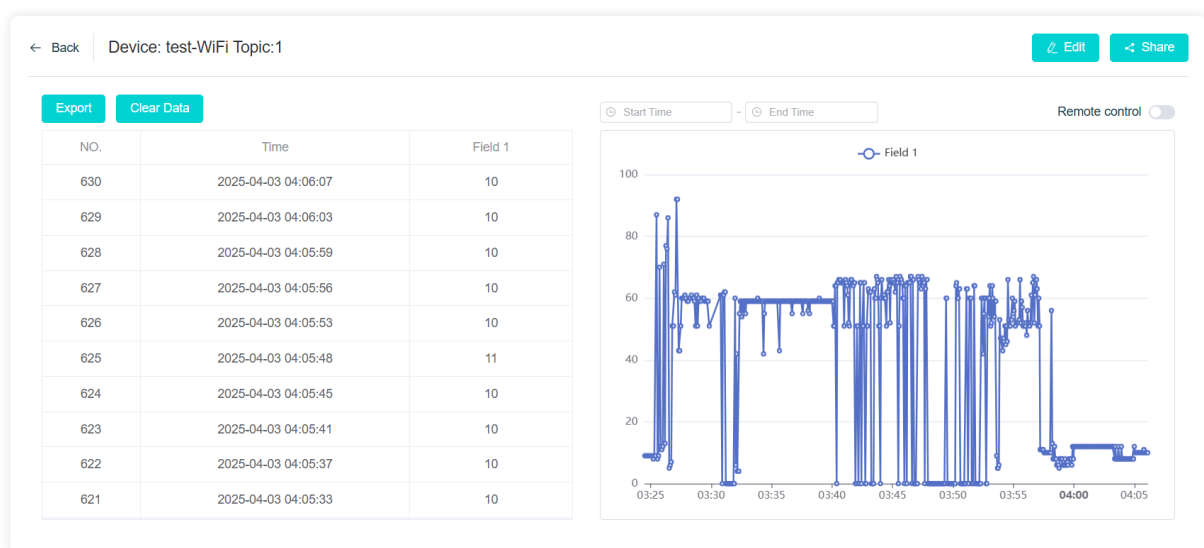 ← Back Device: test-WiFi Topic:1 Edit Share
Export Clear Data
Start Time - End Time Remote control
NO. Time Field 1
630 2025-04-03 04:06:07 10
629 2025-04-03 04:06:03 10
628 2025-04-03 04:05:59 10
627 2025-04-03 04:05:56 10
626 2025-04-03 04:05:53 10
625 2025-04-03 04:05:48 11
624 2025-04-03 04:05:45 10
623 2025-04-03 04:05:41 10
622 2025-04-03 04:05:37 10
621 2025-04-03 04:05:33 10
Field 1
100
80
60
40
20
0
03:25 03:30 03:35 03:40 03:45 03:50 03:55 04:00 04:05